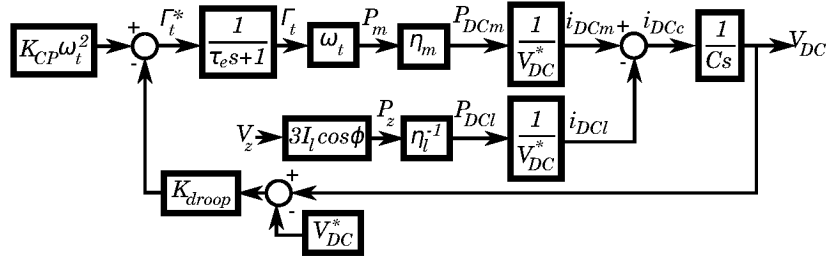 K_CP ω_t^2
+
-
Γ_t^*
1
τ_e s+1
Γ_t
ω_t
P_m
η_m
P_DCm
1
V_DC^*
i_DCm
+
-
i_DCc
1
Cs
V_DC
V_z
3I_l cosϕ
P_z
η_l^-1
P_DCl
1
V_DC^*
i_DCl
K_droop
+
-
V_DC^*